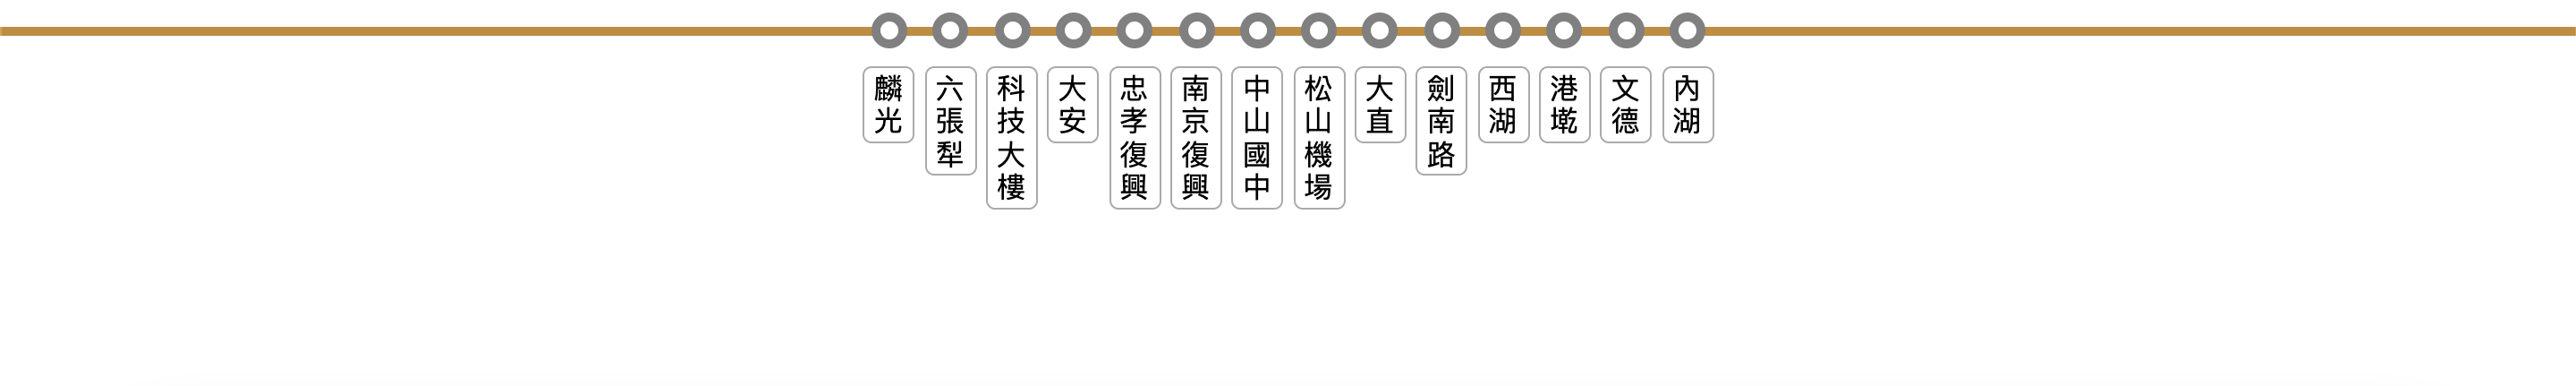 麟光
六張犁
科技大樓
大安
忠孝復興
南京復興
中山國中
松山機場
大直
劍南路
西湖
港墘
文德
內湖